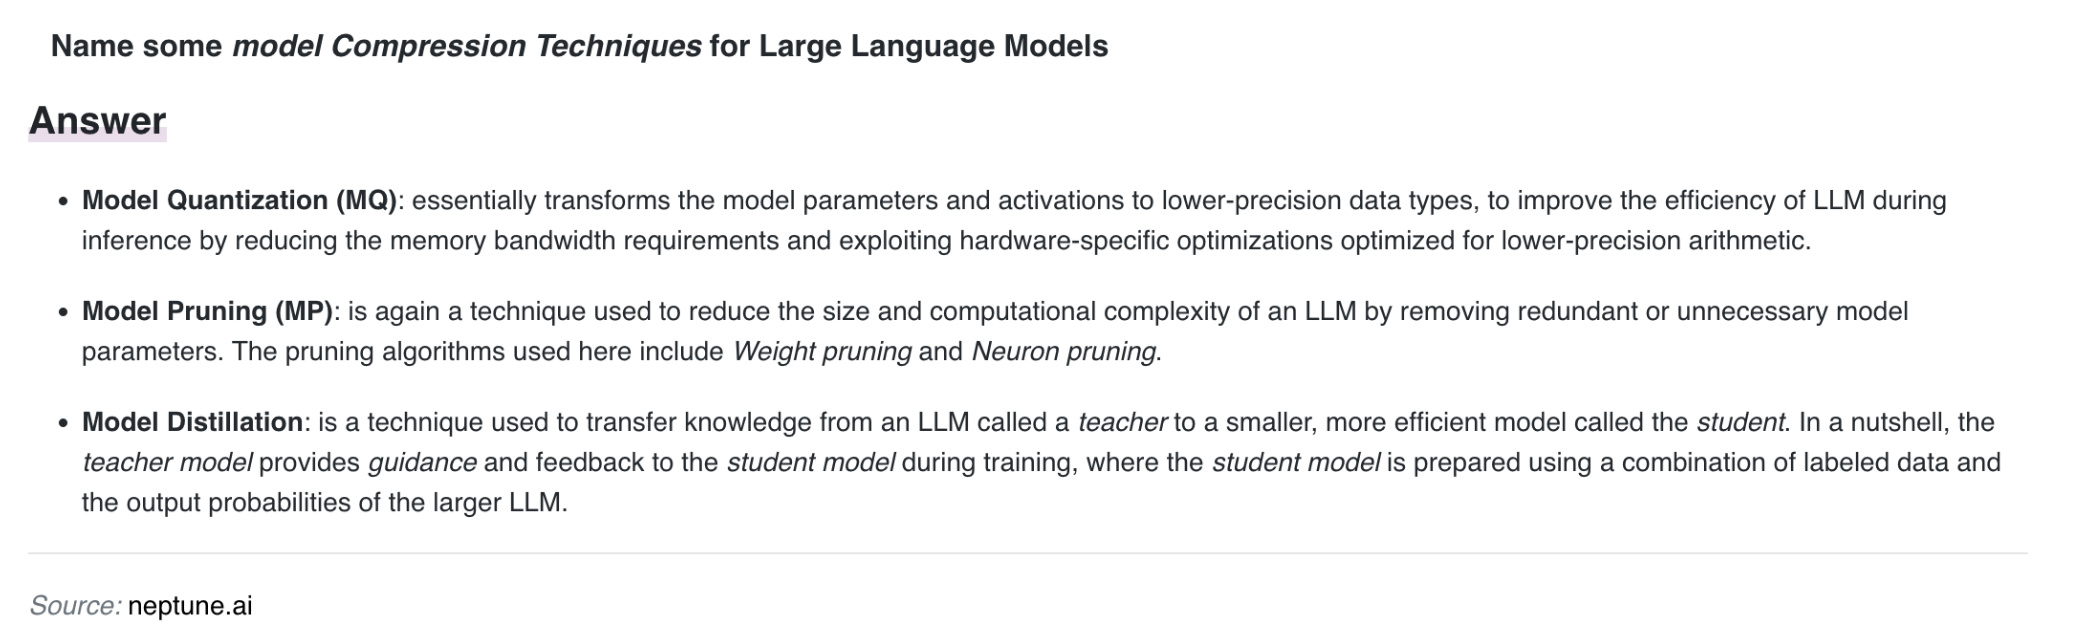 Name some model Compression Techniques for Large Language Models
Answer
• Model Quantization (MQ): essentially transforms the model parameters and activations to lower-precision data types, to improve the efficiency of LLM during
inference by reducing the memory bandwidth requirements and exploiting hardware-specific optimizations optimized for lower-precision arithmetic.
• Model Pruning (MP): is again a technique used to reduce the size and computational complexity of an LLM by removing redundant or unnecessary model
parameters. The pruning algorithms used here include Weight pruning and Neuron pruning.
• Model Distillation: is a technique used to transfer knowledge from an LLM called a teacher to a smaller, more efficient model called the student. In a nutshell, the
teacher model provides guidance and feedback to the student model during training, where the student model is prepared using a combination of labeled data and
the output probabilities of the larger LLM.
Source: neptune.ai